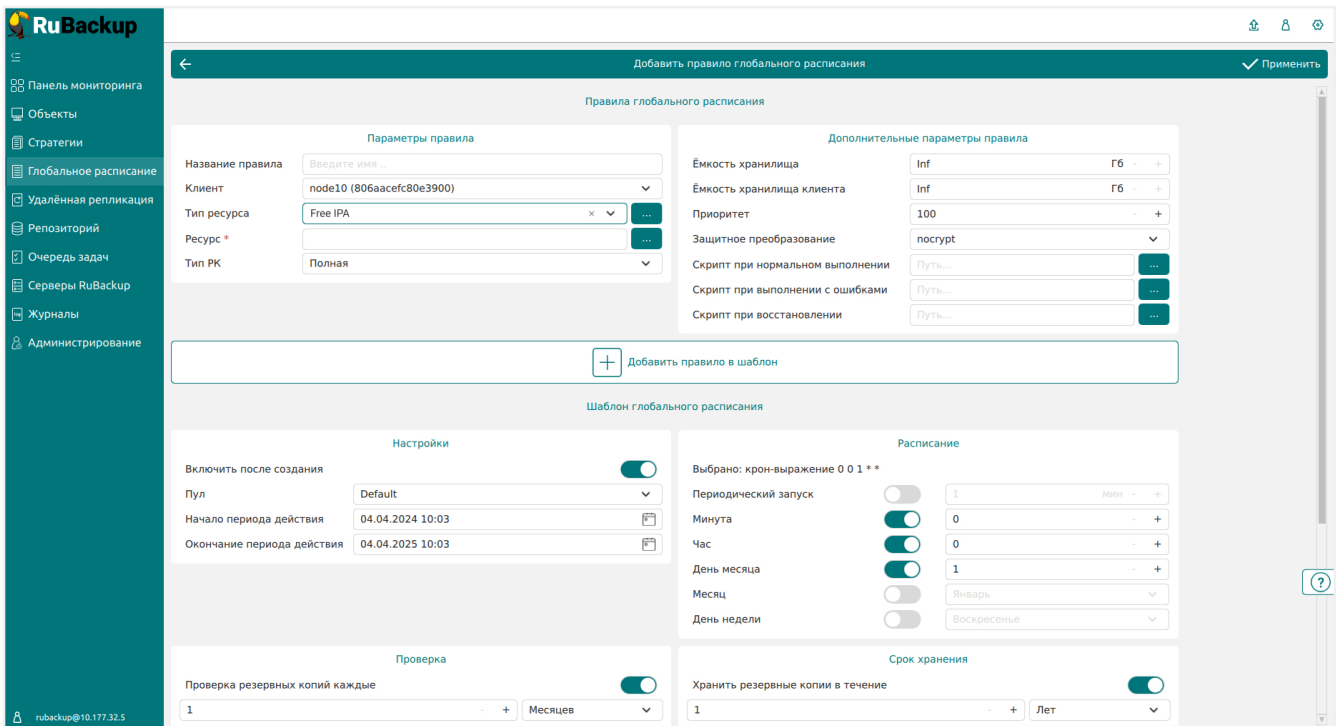 RuBackup
Панель мониторинга
Объекты
Стратегии
Глобальное расписание
Удалённая репликация
Репозиторий
Очередь задач
Серверы RuBackup
Журналы
Администрирование
rubackup@10.177.32.5
Добавить правило глобального расписания
Применить
Правила глобального расписания
Параметры правила
Название правила Введите имя ..
Клиент node10 (806aacefc80e3900)
Тип ресурса Free IPA × ...
Ресурс * ...
Тип РК Полная
Дополнительные параметры правила
Ёмкость хранилища Inf Гб - +
Ёмкость хранилища клиента Inf Гб - +
Приоритет 100 - +
Защитное преобразование nocrypt
Скрипт при нормальном выполнении Путь... ...
Скрипт при выполнении с ошибками Путь... ...
Скрипт при восстановлении Путь... ...
+ Добавить правило в шаблон
Шаблон глобального расписания
Настройки
Включить после создания
Пул Default
Начало периода действия 04.04.2024 10:03
Окончание периода действия 04.04.2025 10:03
Расписание
Выбрано: крон-выражение 0 0 1 * *
Периодический запуск 1 мин - +
Минута 0 - +
Час 0 - +
День месяца 1 - +
Месяц Январь
День недели Воскресенье
Проверка
Проверка резервных копий каждые
1 - + Месяцев
Срок хранения
Хранить резервные копии в течение
1 - + Лет
?